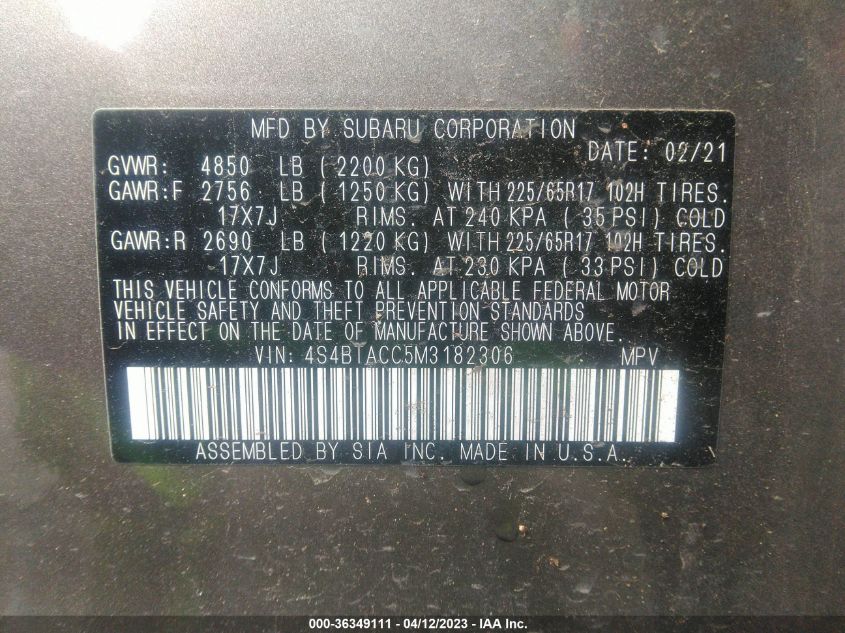 MFD BY SUBARU CORPORATION
DATE: 02/21
GVWR: 4850 LB (2200 KG)
GAWR:F 2756 LB (1250 KG) WITH 225/65R17 102H TIRES.
17X7J RIMS. AT 240 KPA (35 PSI) COLD
GAWR:R 2690 LB (1220 KG) WITH 225/65R17 102H TIRES.
17X7J RIMS. AT 230 KPA (33 PSI) COLD
THIS VEHICLE CONFORMS TO ALL APPLICABLE FEDERAL MOTOR
VEHICLE SAFETY AND THEFT PREVENTION STANDARDS
IN EFFECT ON THE DATE OF MANUFACTURE SHOWN ABOVE.
VIN: 4S4BTACC5M3182306 MPV
ASSEMBLED BY SIA INC. MADE IN U.S.A.
000-36349111 - 04/12/2023 - IAA Inc.